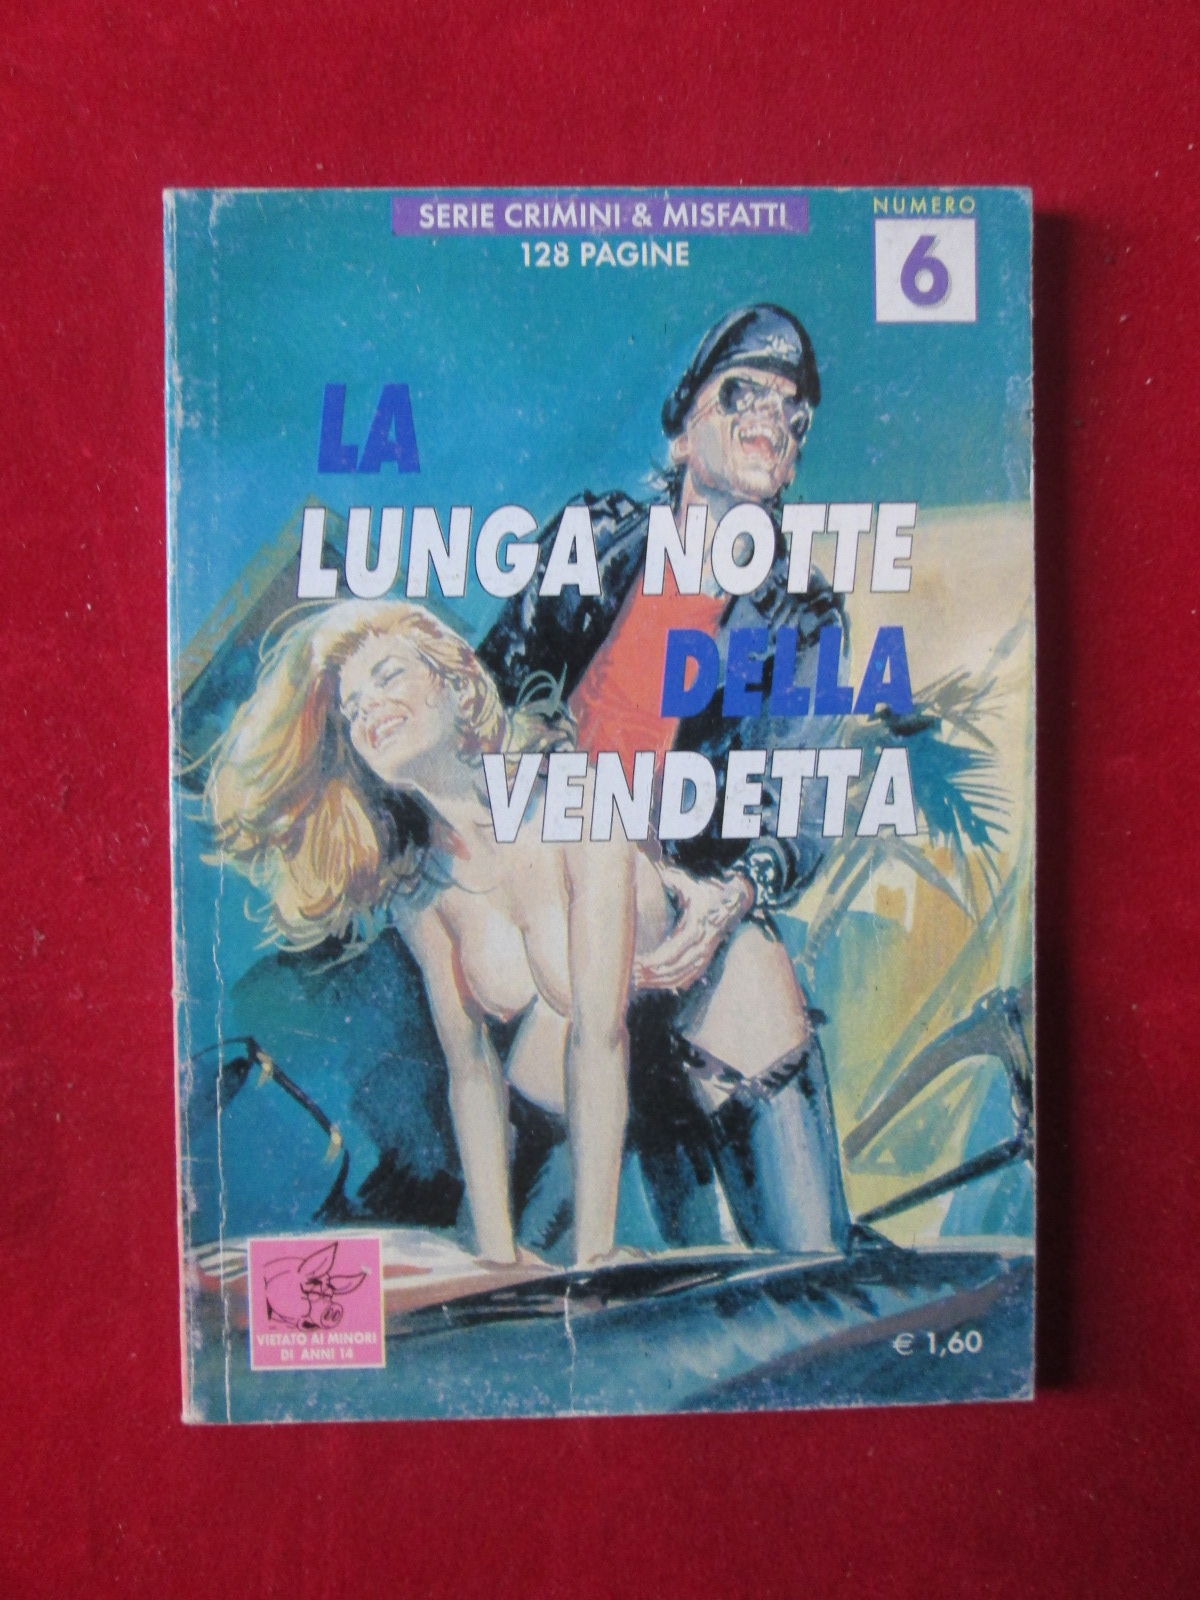 SERIE CRIMINI & MISFATTI
128 PAGINE
NUMERO
6
LA
LUNGA NOTTE
DELLA
VENDETTA
VIETATO AI MINORI
DI ANNI 14
€ 1,60